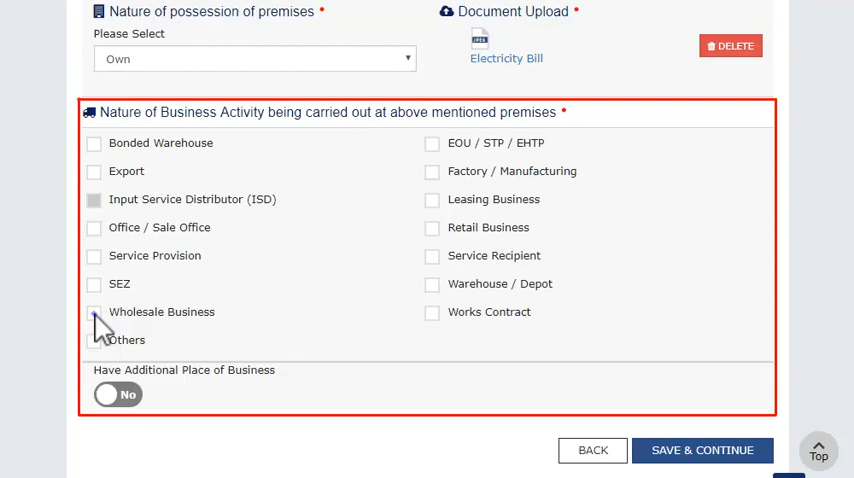 Nature of possession of premises •
Document Upload •
Please Select
Own
JPEG
Electricity Bill
DELETE
Nature of Business Activity being carried out at above mentioned premises •
Bonded Warehouse
EOU / STP / EHTP
Export
Factory / Manufacturing
Input Service Distributor (ISD)
Leasing Business
Office / Sale Office
Retail Business
Service Provision
Service Recipient
SEZ
Warehouse / Depot
Wholesale Business
Works Contract
Others
Have Additional Place of Business
No
BACK
SAVE & CONTINUE
Top